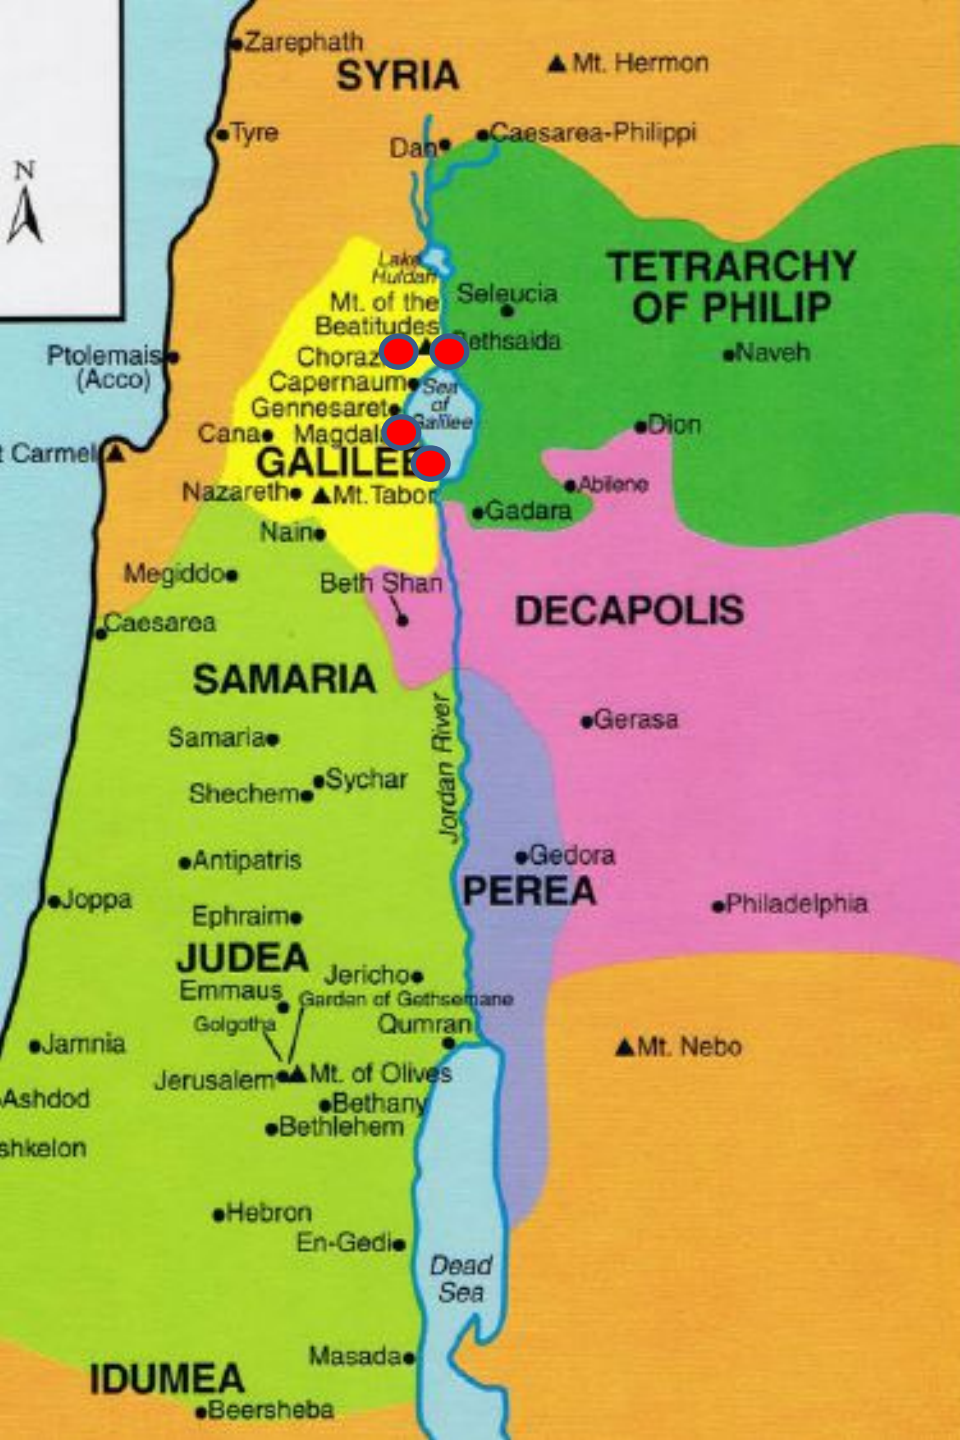 Zarephath
SYRIA
Mt. Hermon
Tyre
Caesarea-Philippi
Dan
N
TETRARCHY
OF PHILIP
Lake
Huldah
Mt. of the
Beatitudes
Seleucia
Bethsaida
Naveh
Ptolemais
(Acco)
Choraz
Capernaum
Sea
of
Galilee
Gennesaret
Cana
Magdal
Dion
t Carmel
GALILEE
Abilene
Nazareth
Mt.Tabor
Gadara
Nain
Megiddo
Beth Shan
DECAPOLIS
Caesarea
SAMARIA
Jordan River
Gerasa
Samaria
Sychar
Shechem
Antipatris
Gedora
PEREA
Joppa
Philadelphia
Ephraim
JUDEA
Jericho
Emmaus
Garden of Gethsemane
Golgotha
Qumran
Jamnia
Mt. Nebo
Jerusalem
Mt. of Olives
Ashdod
Bethany
Bethlehem
shkelon
Hebron
En-Gedi
Dead
Sea
Masada
IDUMEA
Beersheba